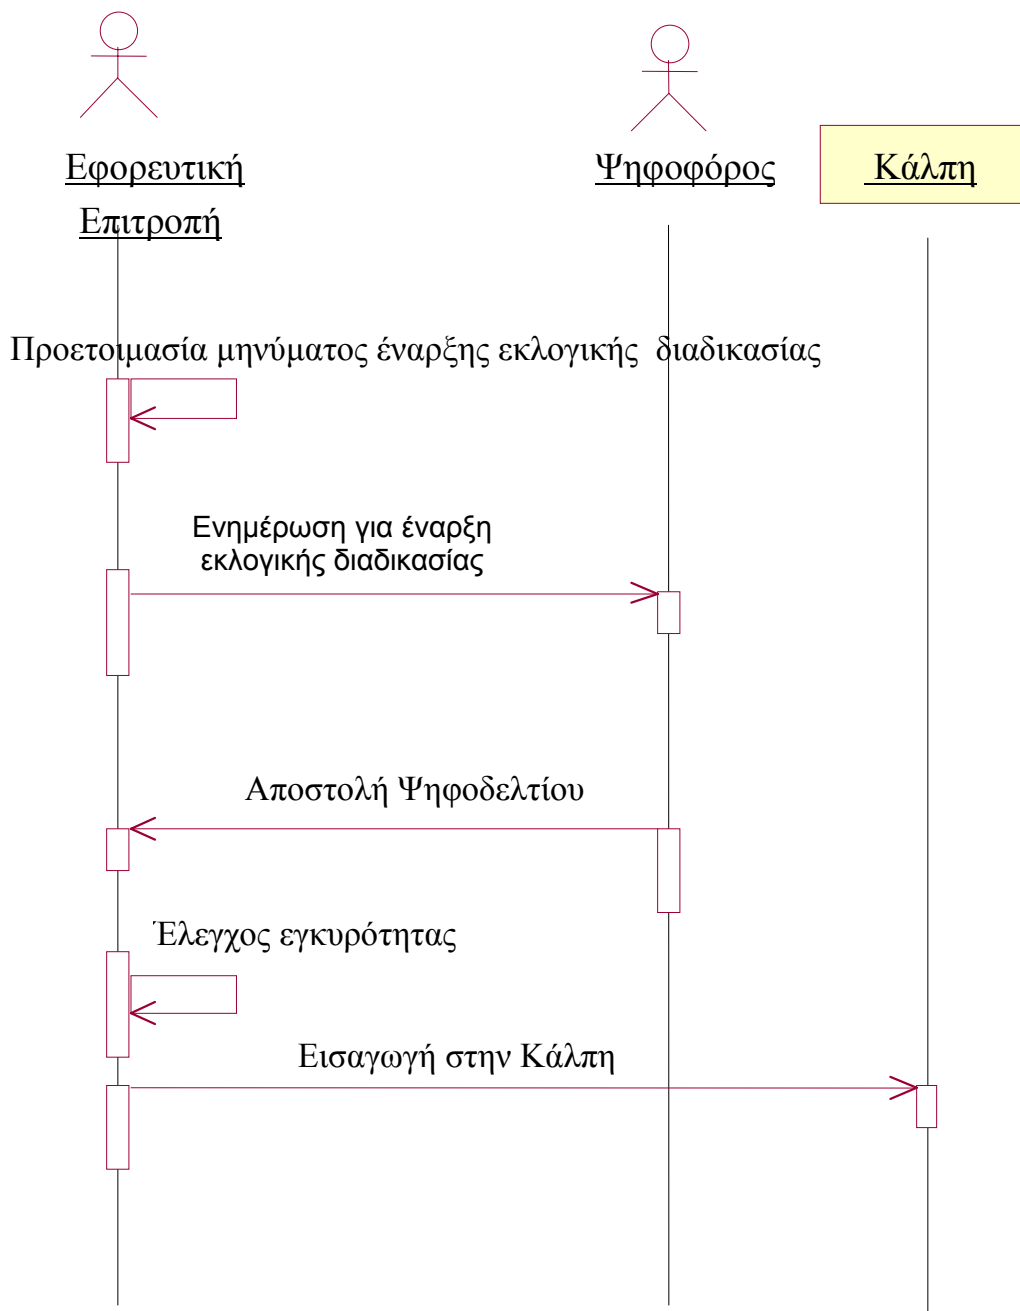 Εφορευτική
Επιτροπή
Ψηφοφόρος
Κάλπη
Προετοιμασία μηνύματος έναρξης εκλογικής διαδικασίας
Ενημέρωση για έναρξη
εκλογικής διαδικασίας
Αποστολή Ψηφοδελτίου
Έλεγχος εγκυρότητας
Εισαγωγή στην Κάλπη